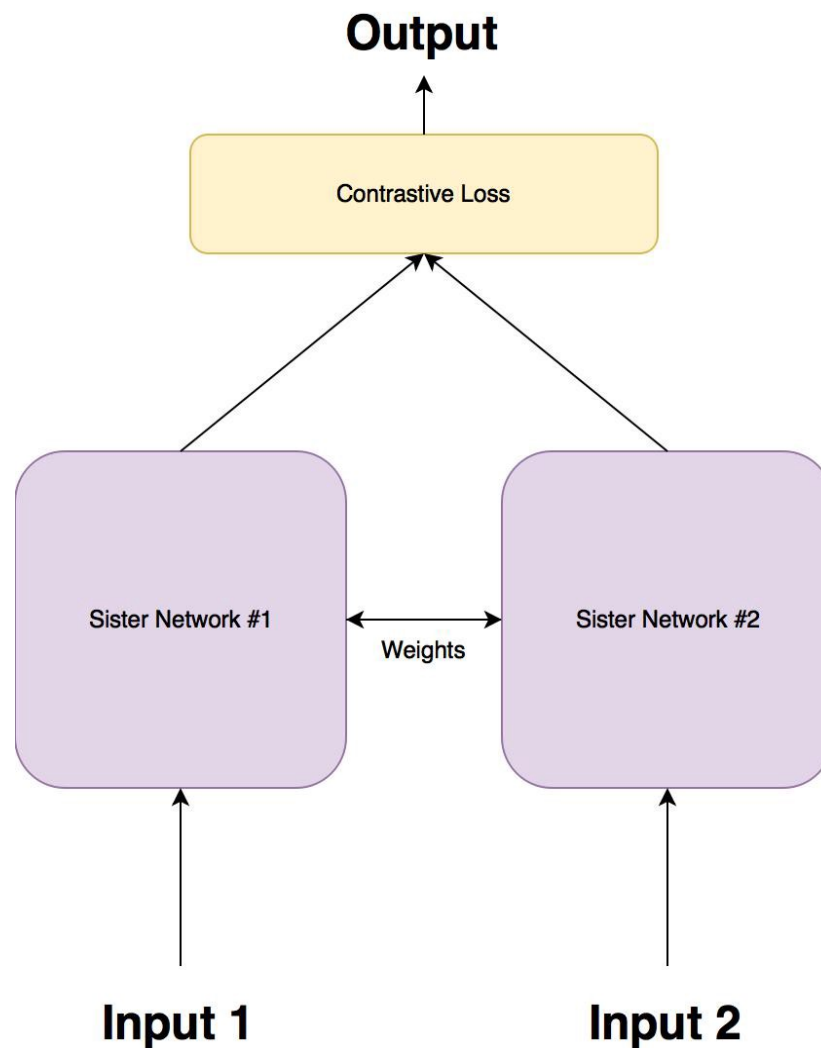 Output
Contrastive Loss
Sister Network #1
Weights
Sister Network #2
Input 1
Input 2